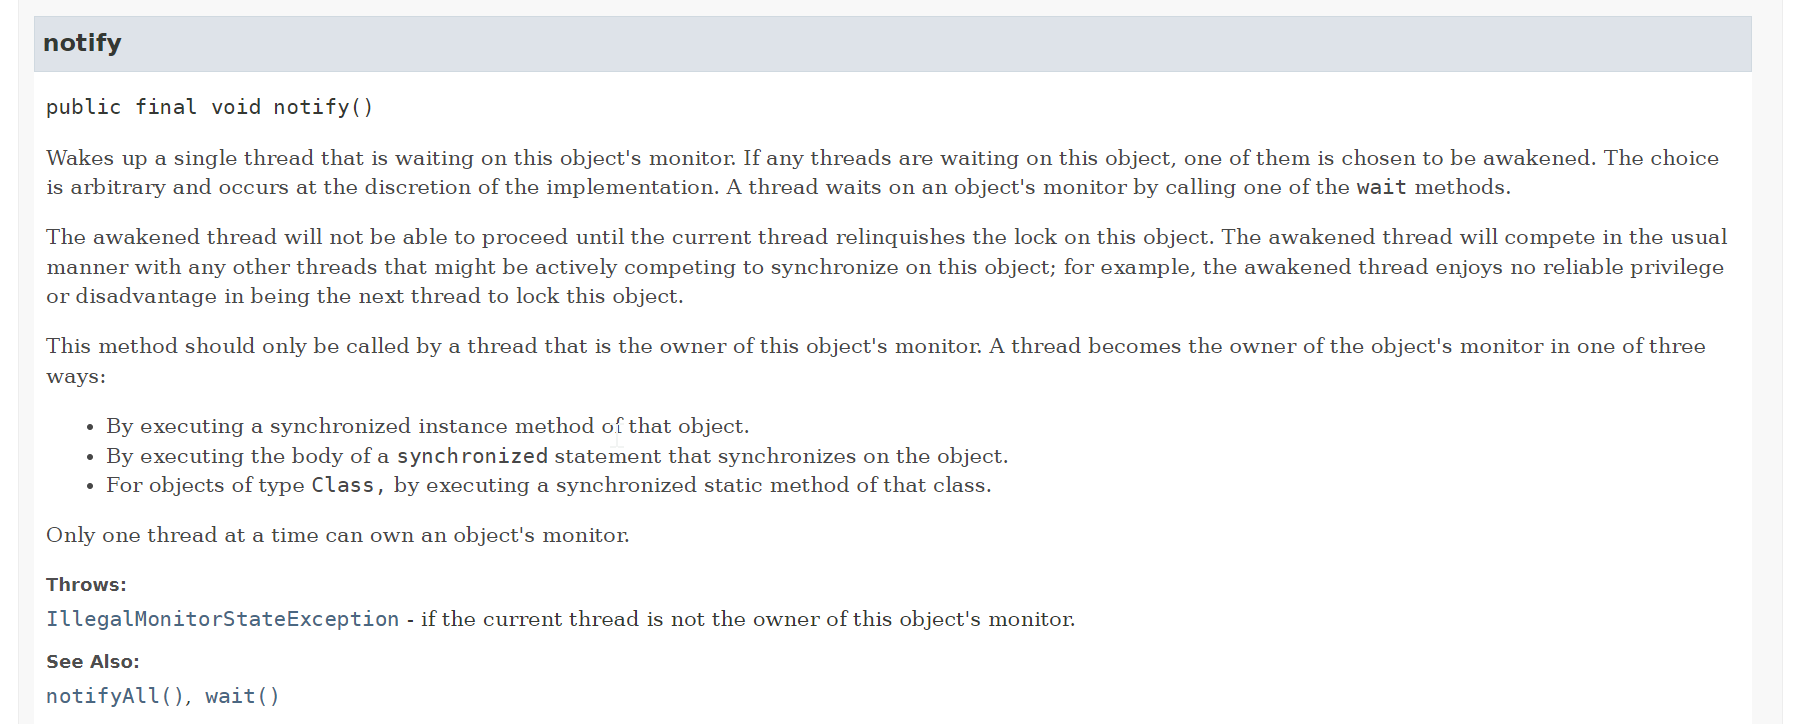 notify
public final void notify()
Wakes up a single thread that is waiting on this object's monitor. If any threads are waiting on this object, one of them is chosen to be awakened. The choice
is arbitrary and occurs at the discretion of the implementation. A thread waits on an object's monitor by calling one of the wait methods.
The awakened thread will not be able to proceed until the current thread relinquishes the lock on this object. The awakened thread will compete in the usual
manner with any other threads that might be actively competing to synchronize on this object; for example, the awakened thread enjoys no reliable privilege
or disadvantage in being the next thread to lock this object.
This method should only be called by a thread that is the owner of this object's monitor. A thread becomes the owner of the object's monitor in one of three
ways:
• By executing a synchronized instance method of that object.
• By executing the body of a synchronized statement that synchronizes on the object.
• For objects of type Class, by executing a synchronized static method of that class.
Only one thread at a time can own an object's monitor.
Throws:
IllegalMonitorStateException - if the current thread is not the owner of this object's monitor.
See Also:
notifyAll(), wait()